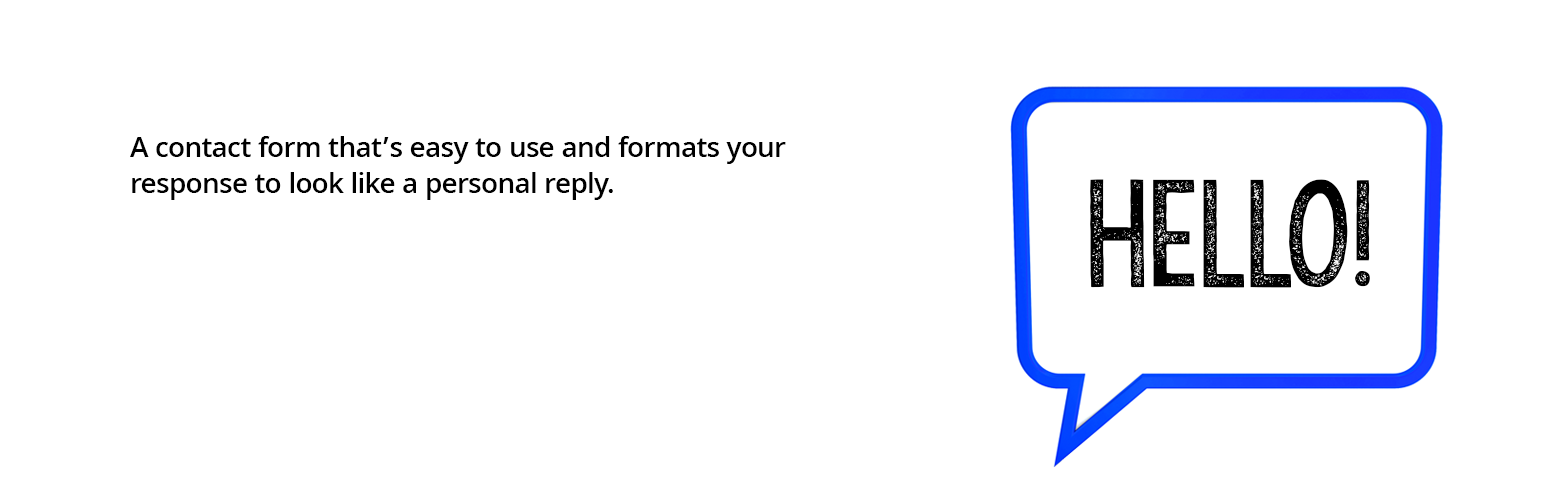 A contact form that’s easy to use and formats your
response to look like a personal reply.
HELLO!